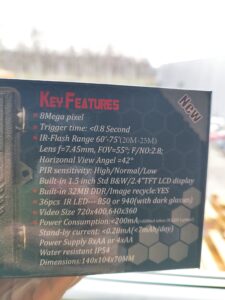 KEY FEATURES
NEW
8Mega pixel
Trigger time: <0.8 Second
IR-Flash Range 60'-75'(20M-25M)
Lens f=7.45mm, FOV=55°; F/NO:2.8;
Horizonal View Angel =42°
PIR sensitivity: High/Normal/Low
Built-in 1.5-inch Std B&W/2.4"TFT LCD display
Built-in 32MB DDR/Image recycle:YES
36pcs IR LED--- 850 or 940(with dark glasses)
Video Size 720x400,640x360
Power Consumption:<200mA
Stand-by current: <0.28mA(<7mAh/day)
Power Supply 8xAA or 4xAA
Water resistant IP54
Dimensions: 140x104x70MM